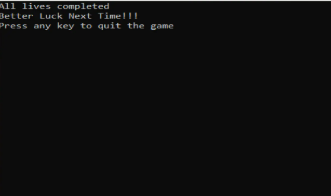 All lives completed
Better Luck Next Time!!!
Press any key to quit the game